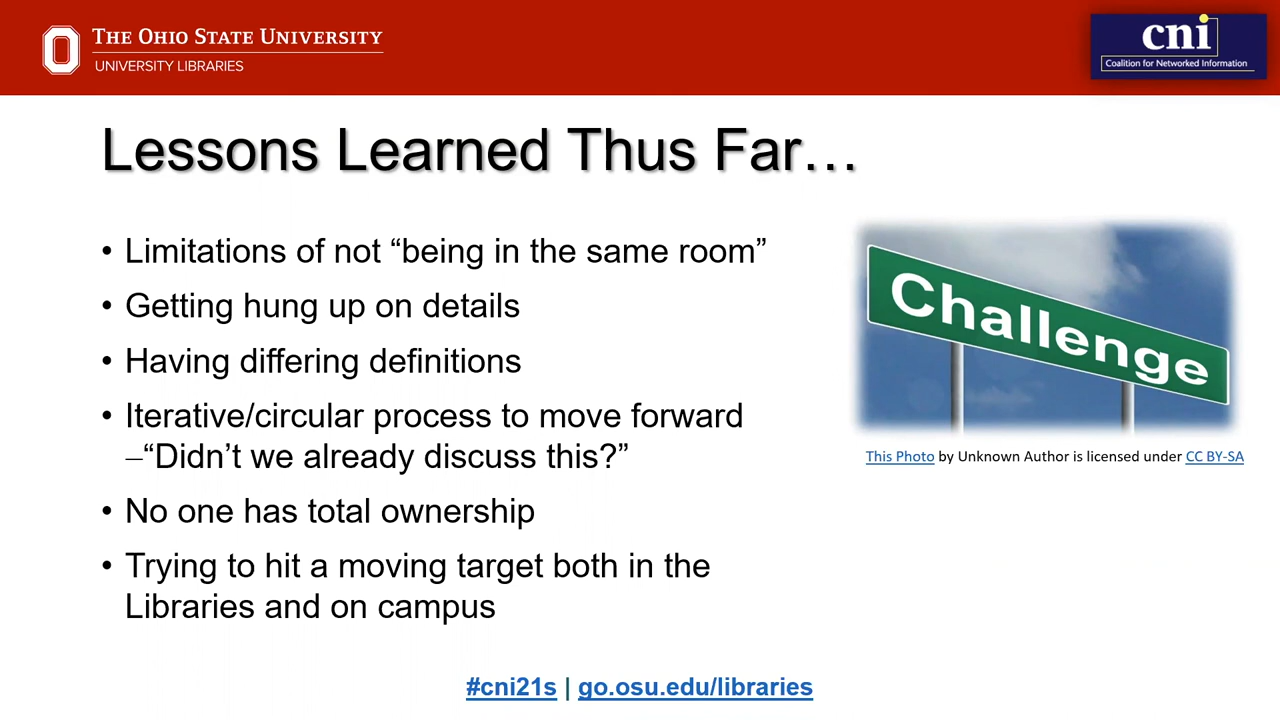 THE OHIO STATE UNIVERSITY
UNIVERSITY LIBRARIES
cni
Coalition for Networked Information
Lessons Learned Thus Far…
• Limitations of not “being in the same room”
• Getting hung up on details
• Having differing definitions
• Iterative/circular process to move forward
–“Didn’t we already discuss this?”
• No one has total ownership
• Trying to hit a moving target both in the
Libraries and on campus
Challenge
This Photo by Unknown Author is licensed under CC BY-SA
#cni21s | go.osu.edu/libraries